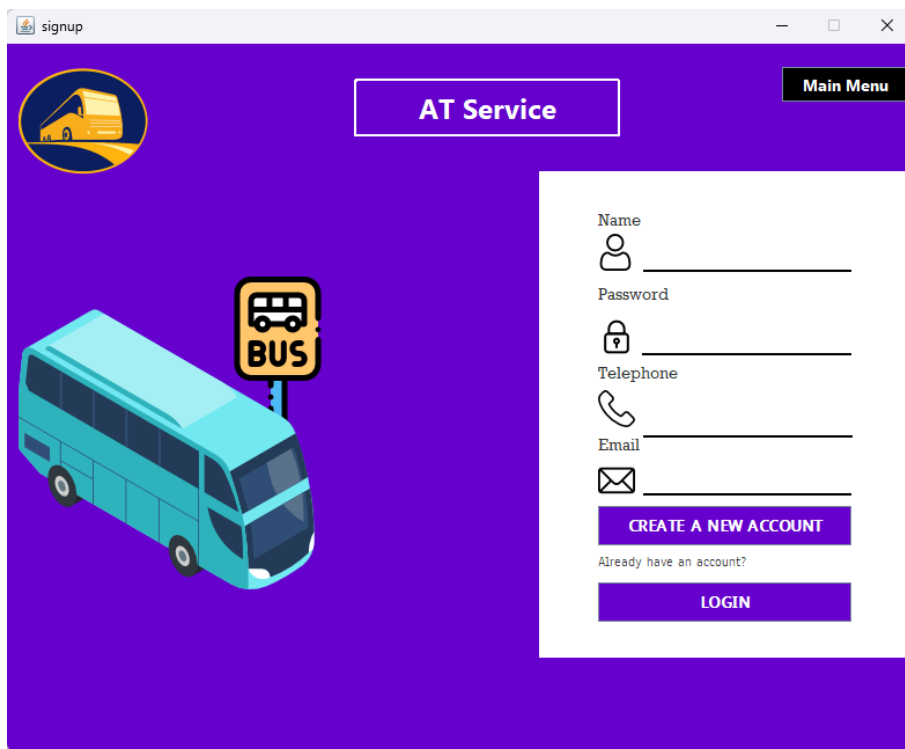 signup
Main Menu
AT Service
Name
Password
BUS
Telephone
Email
CREATE A NEW ACCOUNT
Already have an account?
LOGIN